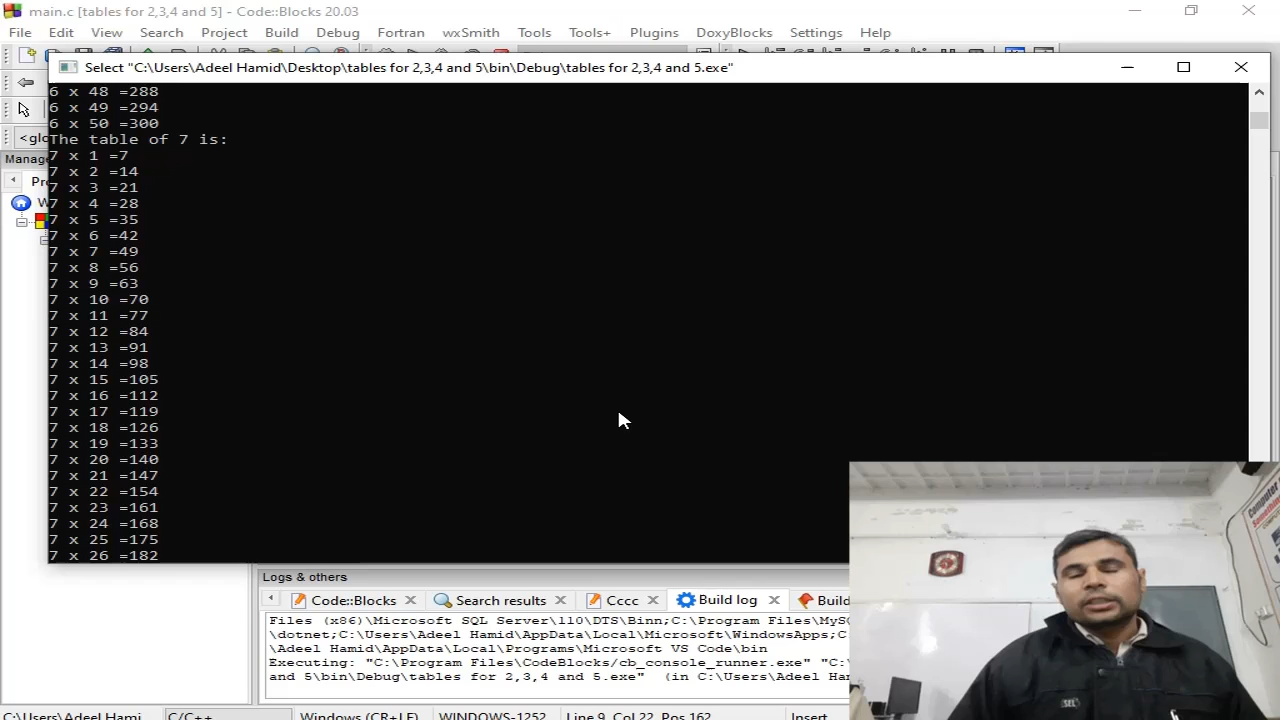 main.c [tables for 2,3,4 and 5] - Code::Blocks 20.03
File Edit View Search Project Build Debug Fortran wxSmith Tools Tools+ Plugins DoxyBlocks Settings Help
Select "C:\Users\Adeel Hamid\Desktop\tables for 2,3,4 and 5\bin\Debug\tables for 2,3,4 and 5.exe"
6 x 48 =288
6 x 49 =294
6 x 50 =300
The table of 7 is:
7 x 1 =7
7 x 2 =14
7 x 3 =21
7 x 4 =28
7 x 5 =35
7 x 6 =42
7 x 7 =49
7 x 8 =56
7 x 9 =63
7 x 10 =70
7 x 11 =77
7 x 12 =84
7 x 13 =91
7 x 14 =98
7 x 15 =105
7 x 16 =112
7 x 17 =119
7 x 18 =126
7 x 19 =133
7 x 20 =140
7 x 21 =147
7 x 22 =154
7 x 23 =161
7 x 24 =168
7 x 25 =175
7 x 26 =182
<glo
Manage
Pro
W
Logs & others
Code::Blocks Search results Cccc Build log Build
Files (x86)\Microsoft SQL Server\110\DTS\Binn;C:\Program Files\MyS
\dotnet;C:\Users\Adeel Hamid\AppData\Local\Microsoft\WindowsApps;C
\Adeel Hamid\AppData\Local\Programs\Microsoft VS Code\bin
Executing: "C:\Program Files\CodeBlocks/cb_console_runner.exe" "C:
and 5\bin\Debug\tables for 2,3,4 and 5.exe" (in C:\Users\Adeel Ham
C:\Users\Adeel Hami C/C++ Windows (CR+LF) WINDOWS-1252 Line 9, Col 22, Pos 162 Insert
Computer
SEL